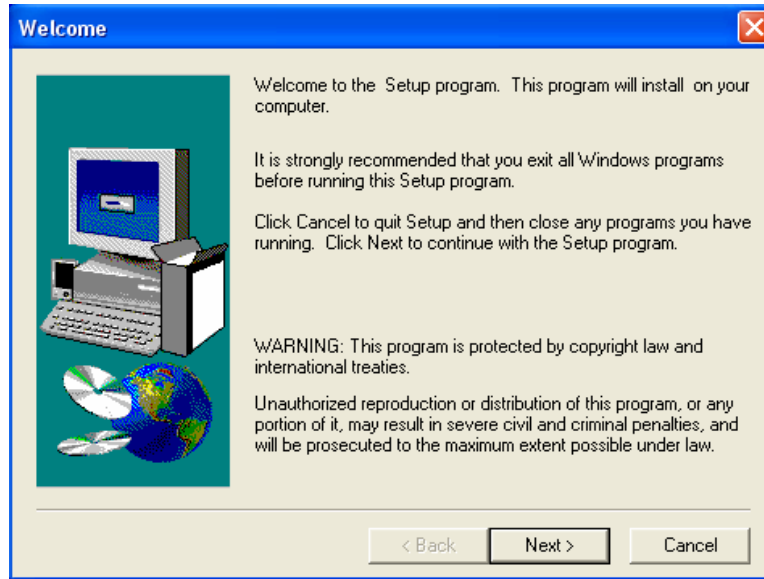 Welcome
Welcome to the  Setup program.  This program will install  on your
computer.
It is strongly recommended that you exit all Windows programs
before running this Setup program.
Click Cancel to quit Setup and then close any programs you have
running.  Click Next to continue with the Setup program.
WARNING: This program is protected by copyright law and
international treaties.
Unauthorized reproduction or distribution of this program, or any
portion of it, may result in severe civil and criminal penalties, and
will be prosecuted to the maximum extent possible under law.
< Back
Next >
Cancel